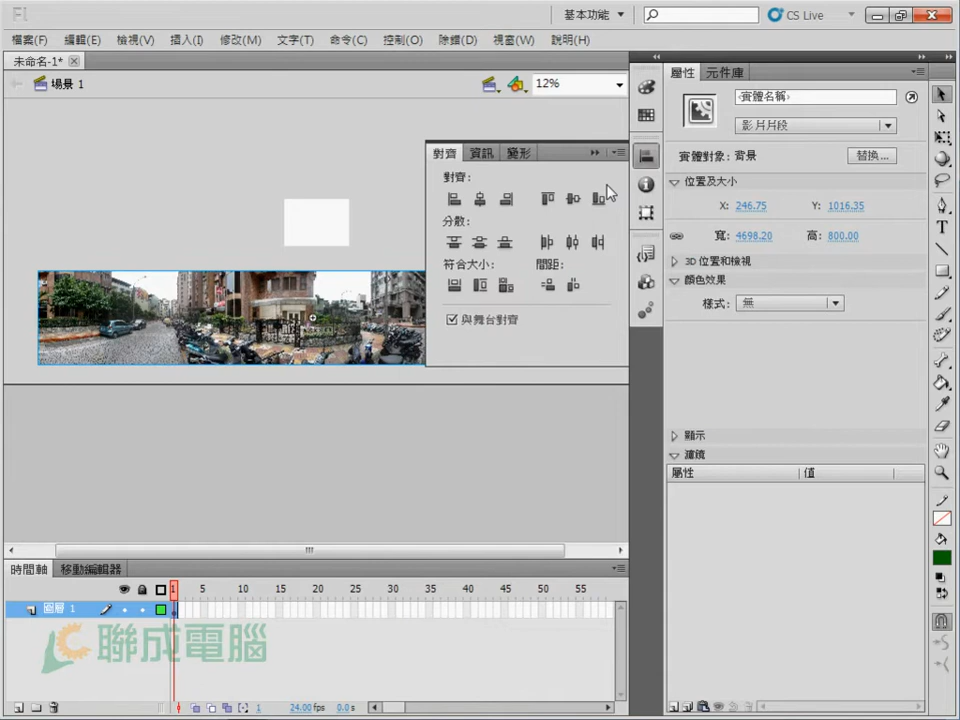 Fl
基本功能
CS Live
檔案(F) 編輯(E) 檢視(V) 插入(I) 修改(M) 文字(T) 命令(C) 控制(O) 除錯(D) 視窗(W) 說明(H)
未命名-1*
場景 1
12%
對齊 資訊 變形
對齊:
分散:
符合大小: 間距:
與舞台對齊
屬性 元件庫
<實體名稱>
影片片段
實體對象: 背景
替換...
位置及大小
X: 246.75 Y: 1016.35
寬: 4698.20 高: 800.00
3D 位置和檢視
顏色效果
樣式: 無
顯示
濾鏡
屬性 值
時間軸 移動編輯器
1 5 10 15 20 25 30 35 40 45 50 55
圖層 1
聯成電腦
1 24.00 fps 0.0 s